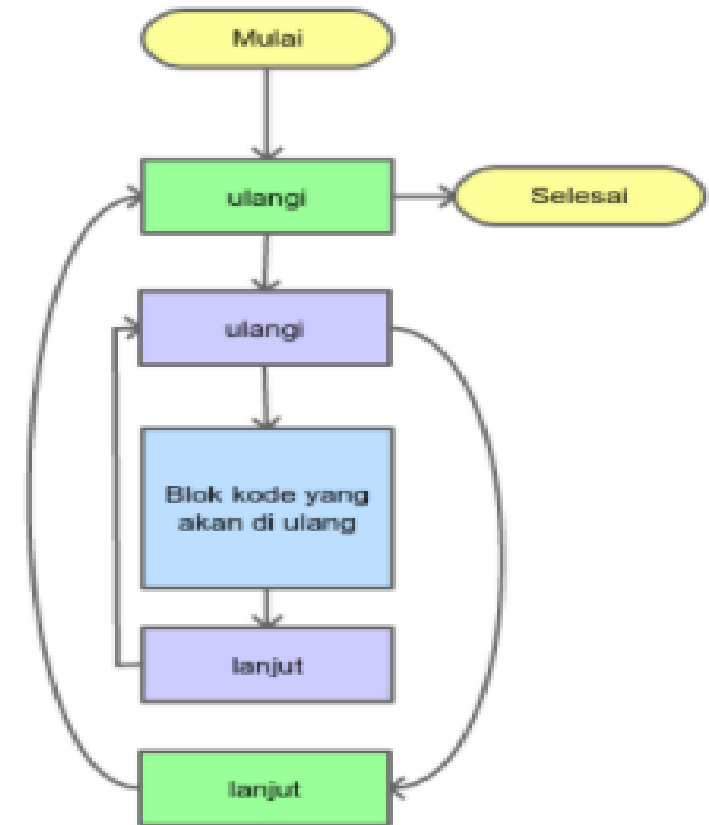 Mulai
ulangi
Selesai
ulangi
Blok kode yang
akan di ulang
lanjut
lanjut